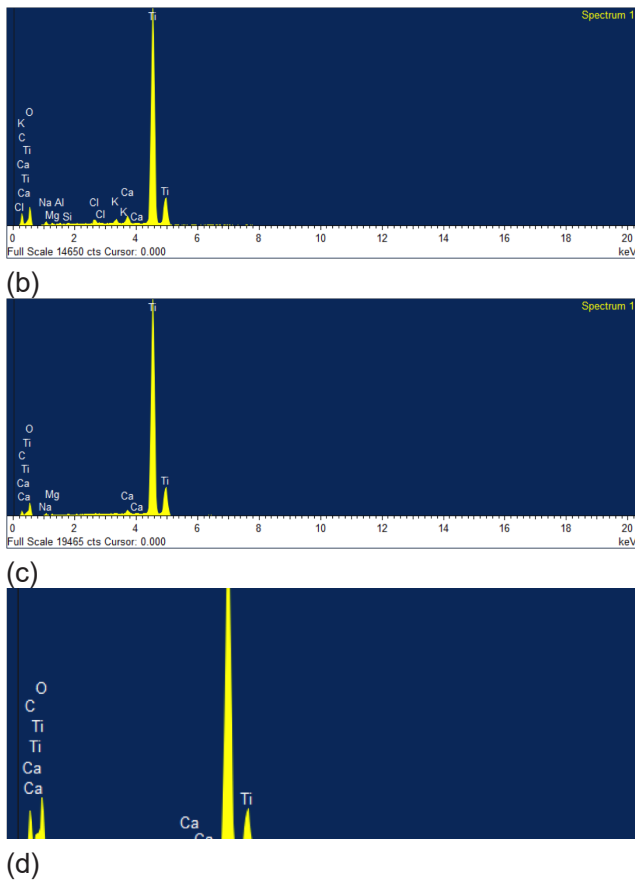 Ti
Spectrum 1
O
K
C
Ti
Ca
Ti
Ca
Cl
Na Al
Mg Si
Cl
Cl
K
K
Ca
Ca
Ti
0 2 4 6 8 10 12 14 16 18 20
Full Scale 14650 cts Cursor: 0.000 keV
(b)
Ti
Spectrum 1
O
Ti
C
Ti
Ca
Ca
Mg
Na
Ca
Ca
Ti
0 2 4 6 8 10 12 14 16 18 20
Full Scale 19465 cts Cursor: 0.000 keV
(c)
O
C
Ti
Ti
Ca
Ca
Ca
Ca
Ti
(d)